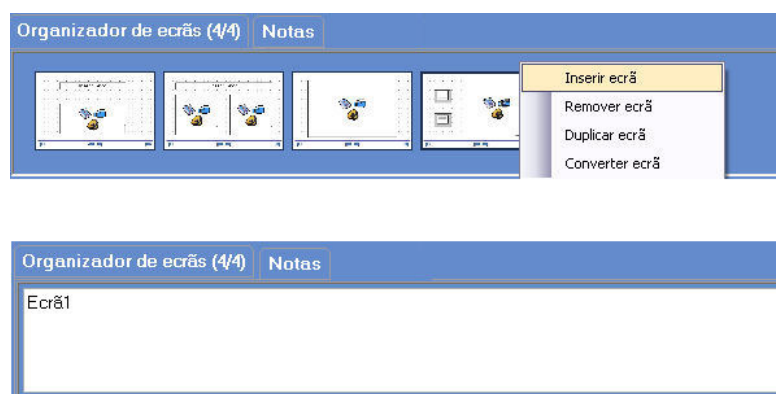 Organizador de ecrãs (4/4) Notas
Inserir ecrã
Remover ecrã
Duplicar ecrã
Converter ecrã
Organizador de ecrãs (4/4) Notas
Ecrã1